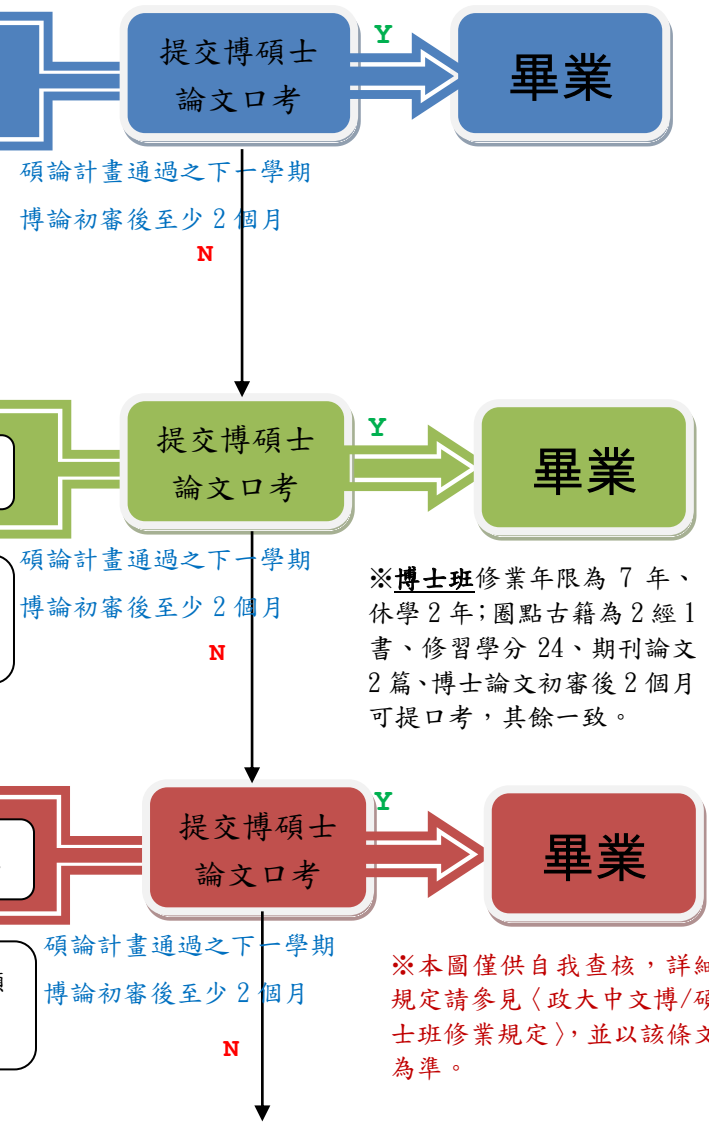 提交博碩士
論文口考
Y
畢業
碩論計畫通過之下一學期
博論初審後至少 2 個月
N
提交博碩士
論文口考
Y
畢業
碩論計畫通過之下一學期
博論初審後至少 2 個月
N
※博士班修業年限為 7 年、
休學 2 年；圈點古籍為 2 經 1
書、修習學分 24、期刊論文
2 篇、博士論文初審後 2 個月
可提口考，其餘一致。
提交博碩士
論文口考
Y
畢業
碩論計畫通過之下一學期
博論初審後至少 2 個月
N
※本圖僅供自我查核，詳細
規定請參見〈政大中文博/碩
士班修業規定〉，並以該條文
為準。